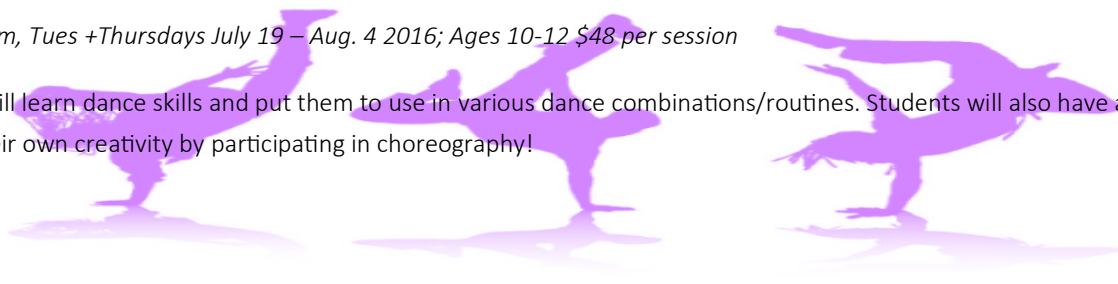 m, Tues +Thursdays July 19 – Aug. 4 2016; Ages 10-12 $48 per session
ill learn dance skills and put them to use in various dance combinations/routines. Students will also have a
eir own creativity by participating in choreography!